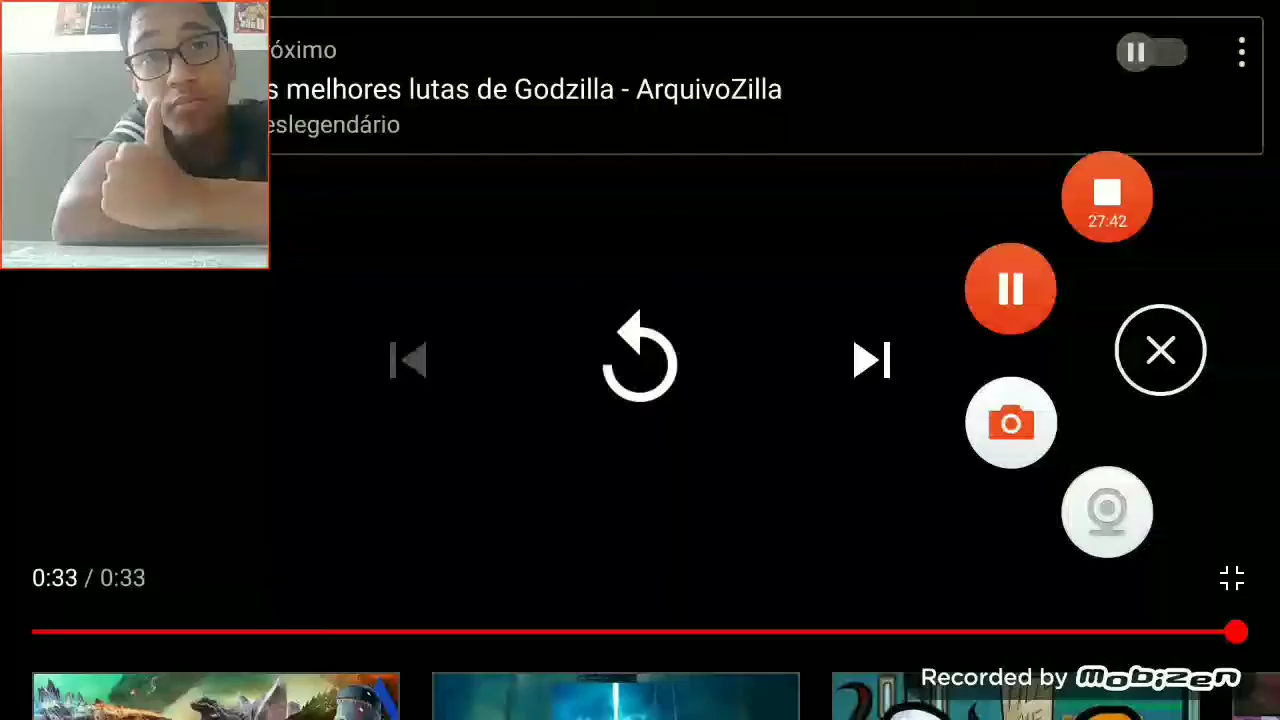 óximo
s melhores lutas de Godzilla - ArquivoZilla
eslegendário
27:42
0:33 / 0:33
Recorded by Mobizen